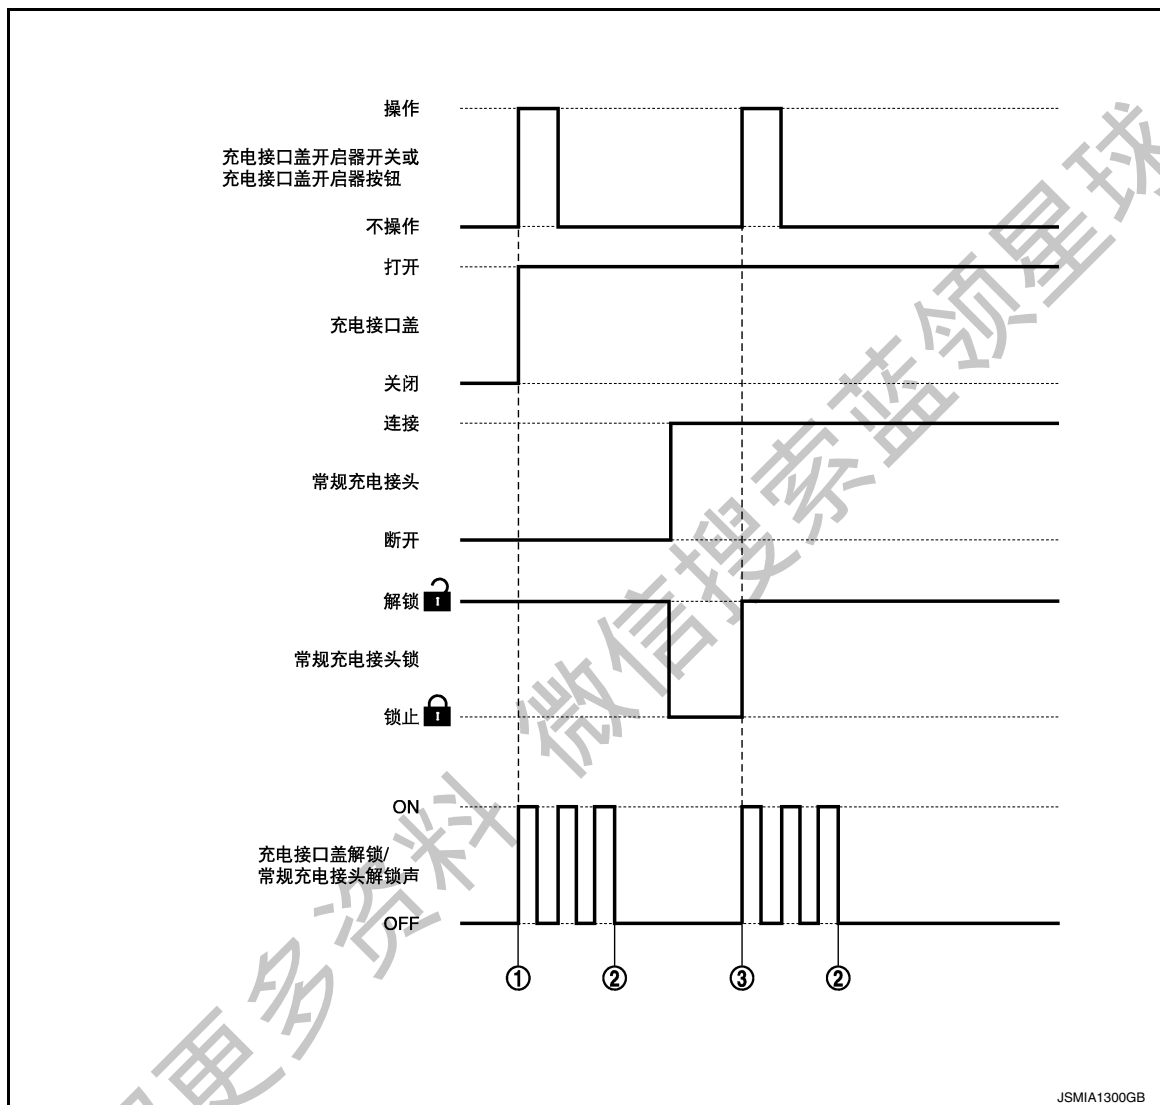 操作
充电接口盖开启器开关或
充电接口盖开启器按钮
不操作
打开
充电接口盖
关闭
连接
常规充电接头
断开
解锁
常规充电接头锁
锁止
ON
充电接口盖解锁/
常规充电接头解锁声
OFF
① ② ③ ②
更多资料 微信搜索蓝领星球
JSMIA1300GB